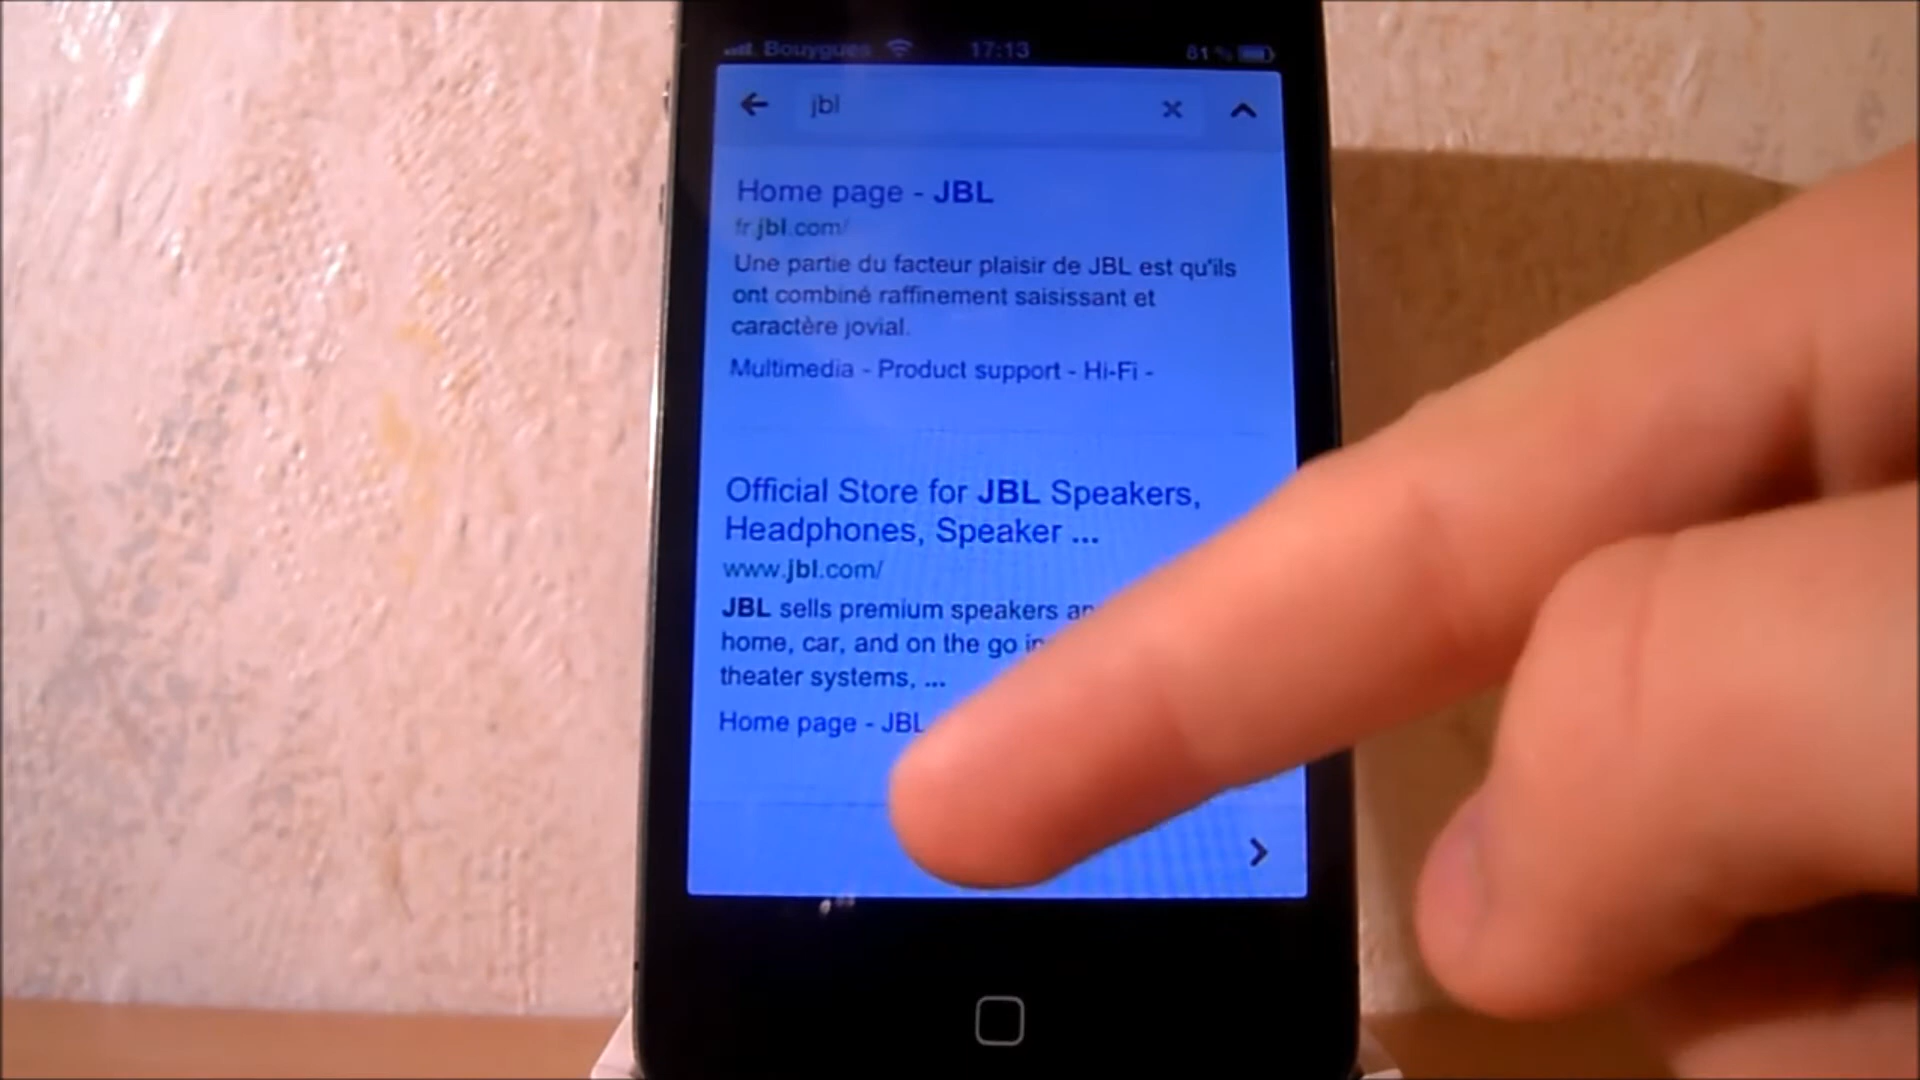 Bouygues 17:13 81 %
jbl
Home page - JBL
fr.jbl.com/
Une partie du facteur plaisir de JBL est qu'ils
ont combiné raffinement saisissant et
caractère jovial.
Multimedia - Product support - Hi-Fi -
Official Store for JBL Speakers,
Headphones, Speaker ...
www.jbl.com/
JBL sells premium speakers
home, car, and on the go
theater systems, ...
Home page - JBL